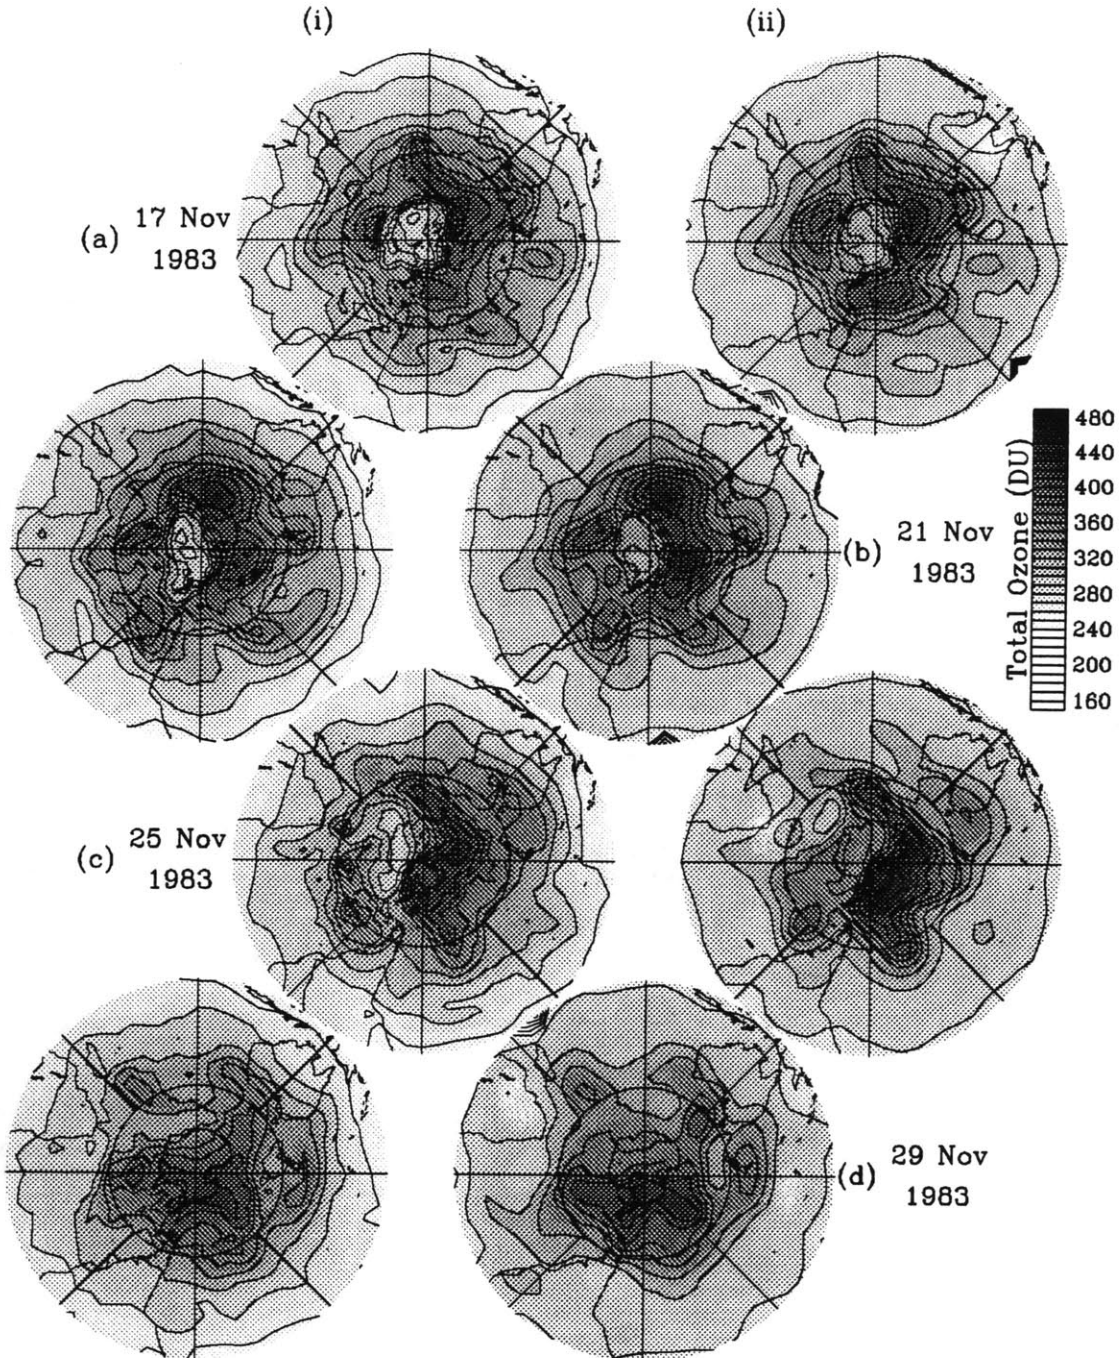 (i)
(ii)
(a) 17 Nov
1983
(b) 21 Nov
1983
Total Ozone (DU)
480
440
400
360
320
280
240
200
160
(c) 25 Nov
1983
(d) 29 Nov
1983